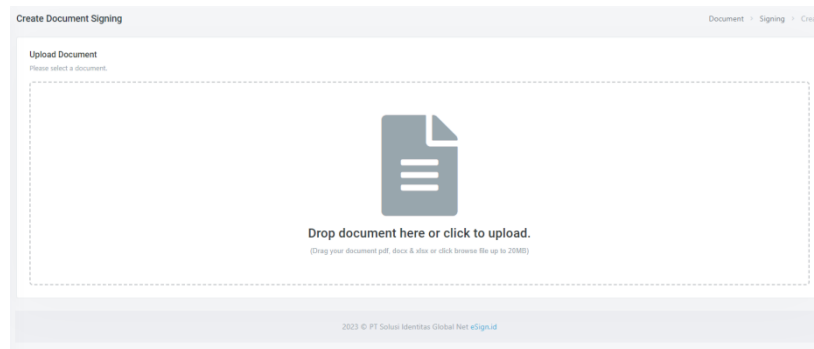 Create Document Signing
Document › Signing › Crea
Upload Document
Please select a document.
Drop document here or click to upload.
(Drag your document pdf, docx & xlsx or click browse file up to 20MB)
2023 © PT Solusi Identitas Global Net eSign.id